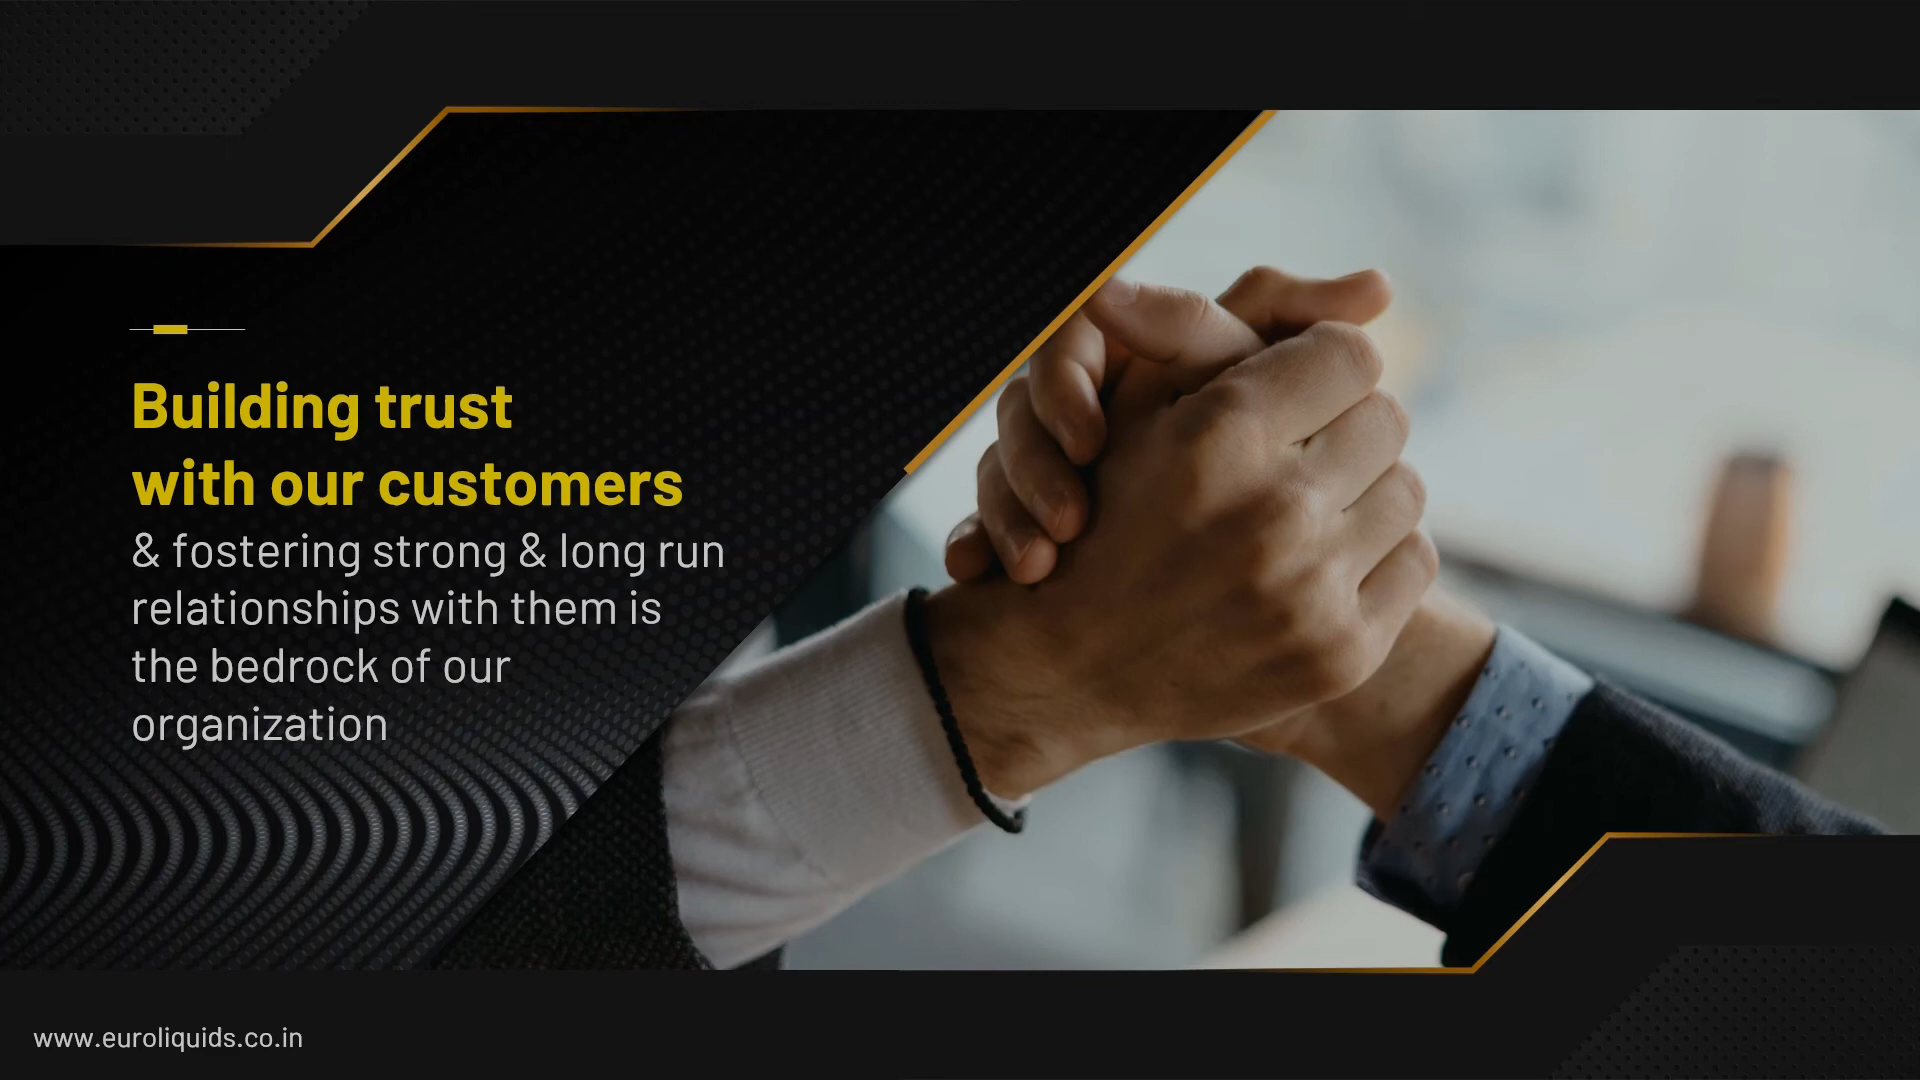 Building trust
with our customers
& fostering strong & long run
relationships with them is
the bedrock of our
organization
www.euroliquids.co.in